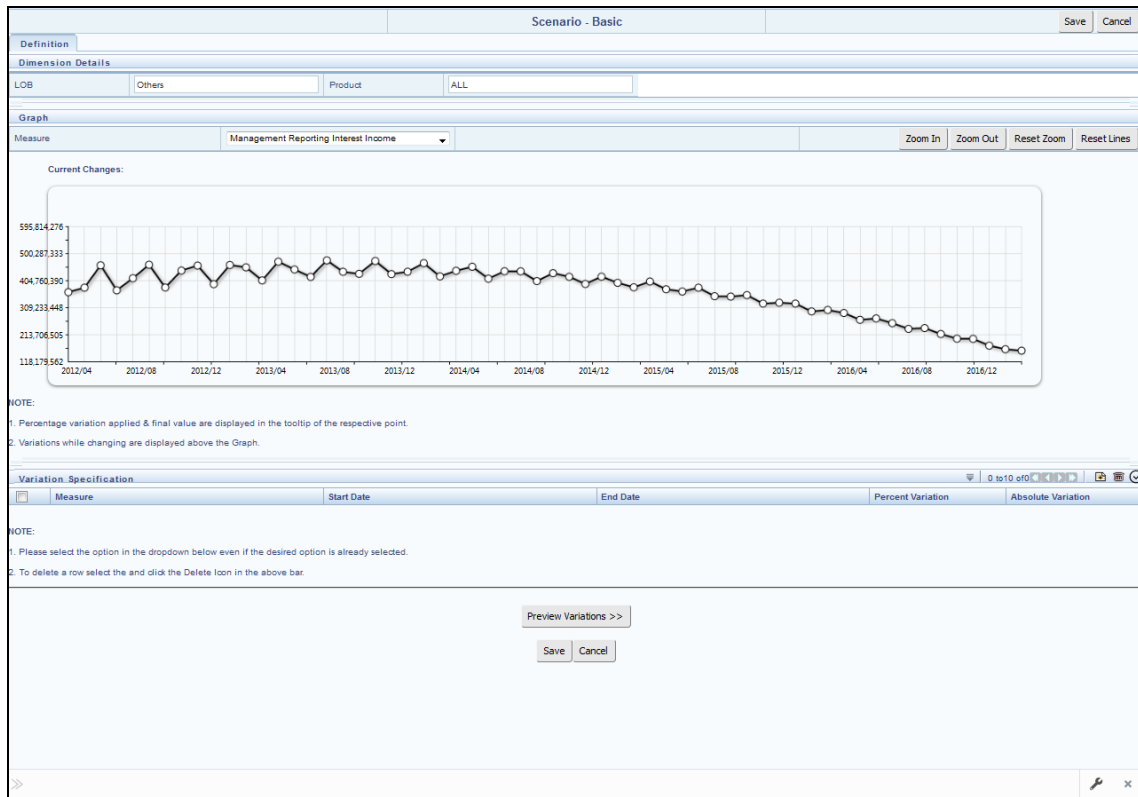 Scenario - Basic Save Cancel
Definition
Dimension Details
LOB Others Product ALL
Graph
Measure Management Reporting Interest Income Zoom In Zoom Out Reset Zoom Reset Lines
Current Changes:
595,814,276
500,287,333
404,760,390
309,233,448
213,706,505
118,179,562
2012/04 2012/08 2012/12 2013/04 2013/08 2013/12 2014/04 2014/08 2014/12 2015/04 2015/08 2015/12 2016/04 2016/08 2016/12
NOTE:
1. Percentage variation applied & final value are displayed in the tooltip of the respective point.
2. Variations while changing are displayed above the Graph.
Variation Specification 0 to10 of0
Measure Start Date End Date Percent Variation Absolute Variation
NOTE:
1. Please select the option in the dropdown below even if the desired option is already selected.
2. To delete a row select the and click the Delete Icon in the above bar.
Preview Variations >>
Save Cancel